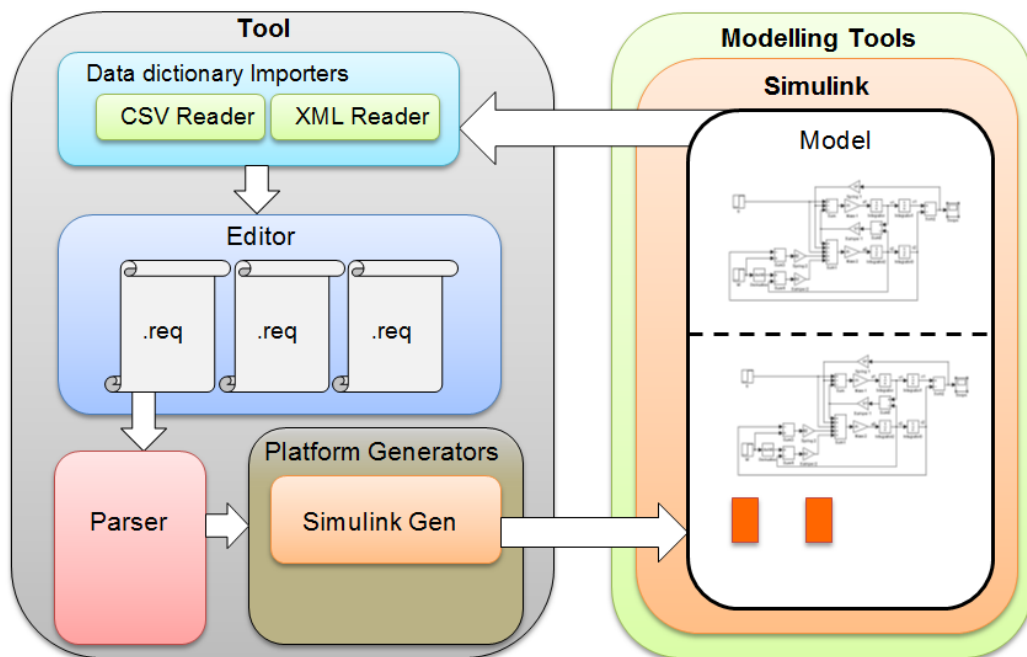 Tool
Data dictionary Importers
CSV Reader
XML Reader
Editor
.req
.req
.req
Parser
Platform Generators
Simulink Gen
Modelling Tools
Simulink
Model